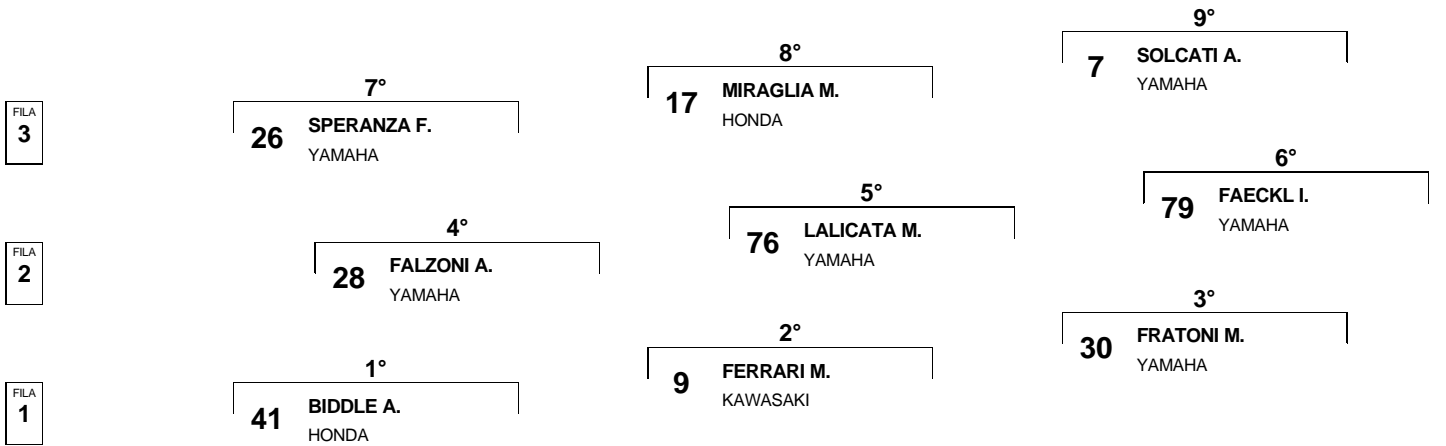 9°
7 SOLCATI A.
YAMAHA
8°
17 MIRAGLIA M.
HONDA
7°
26 SPERANZA F.
YAMAHA
FILA
3
6°
79 FAECKL I.
YAMAHA
5°
76 LALICATA M.
YAMAHA
4°
28 FALZONI A.
YAMAHA
FILA
2
3°
30 FRATONI M.
YAMAHA
2°
9 FERRARI M.
KAWASAKI
1°
41 BIDDLE A.
HONDA
FILA
1